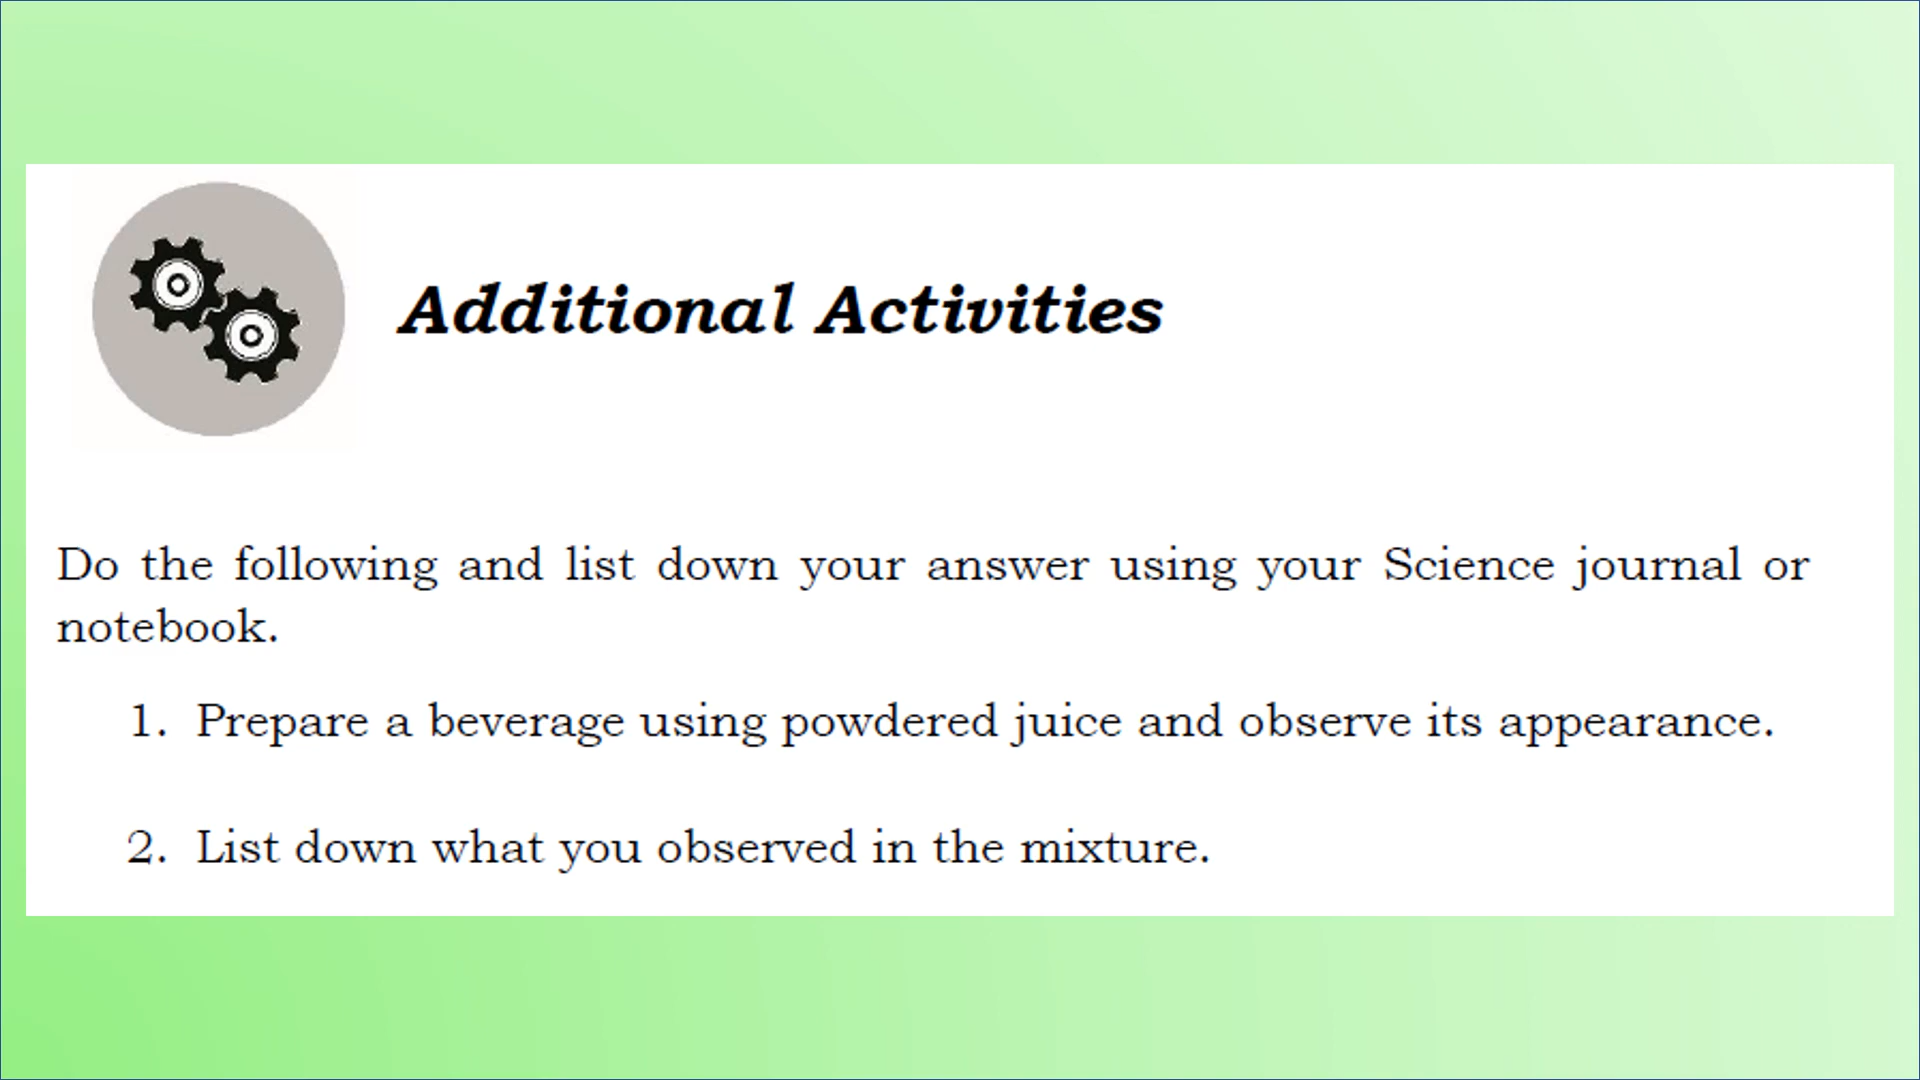 Additional Activities
Do the following and list down your answer using your Science journal or
notebook.
1. Prepare a beverage using powdered juice and observe its appearance.
2. List down what you observed in the mixture.